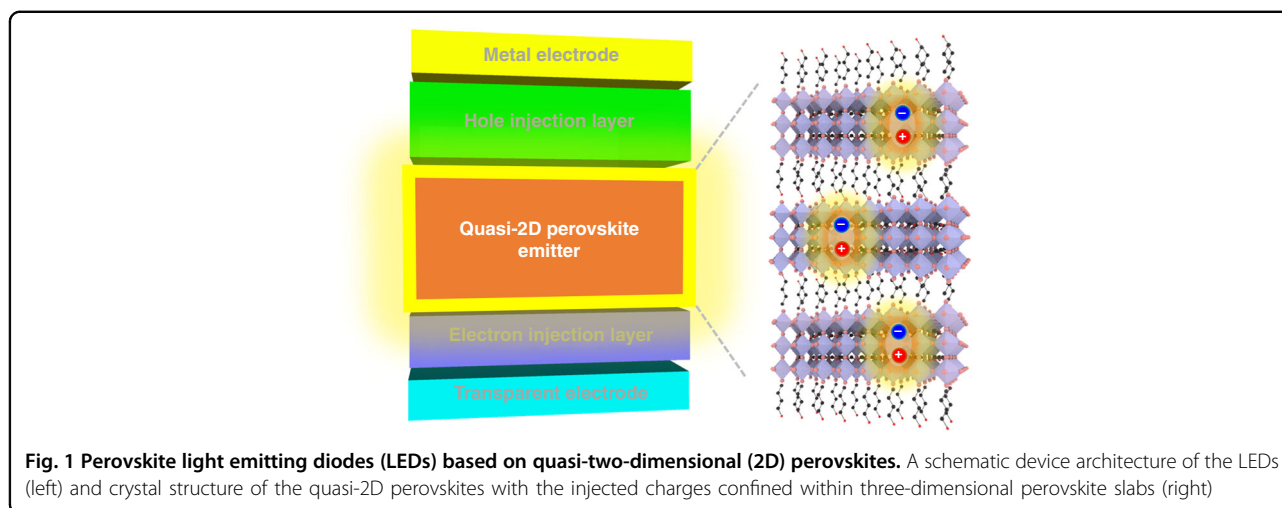 Metal electrode
Hole injection layer
Quasi-2D perovskite
emitter
Electron injection layer
Transparent electrode
−
+
−
+
−
+
Fig. 1 Perovskite light emitting diodes (LEDs) based on quasi-two-dimensional (2D) perovskites. A schematic device architecture of the LEDs
(left) and crystal structure of the quasi-2D perovskites with the injected charges confined within three-dimensional perovskite slabs (right)